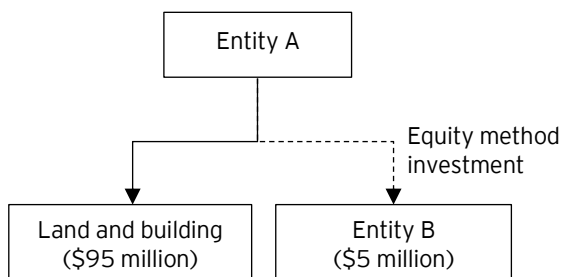 Entity A
Equity method
investment
Land and building
($95 million)
Entity B
($5 million)